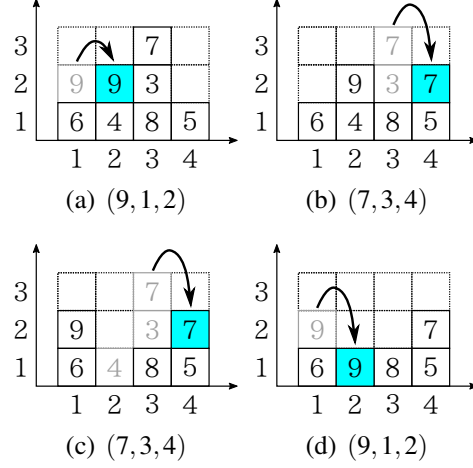 3 7
2 9 9 3
1 6 4 8 5
1 2 3 4
(a) (9,1,2)
3 7
2 9 3 7
1 6 4 8 5
1 2 3 4
(b) (7,3,4)
3 7
2 9 3 7
1 6 4 8 5
1 2 3 4
(c) (7,3,4)
3
2 9 7
1 6 9 8 5
1 2 3 4
(d) (9,1,2)